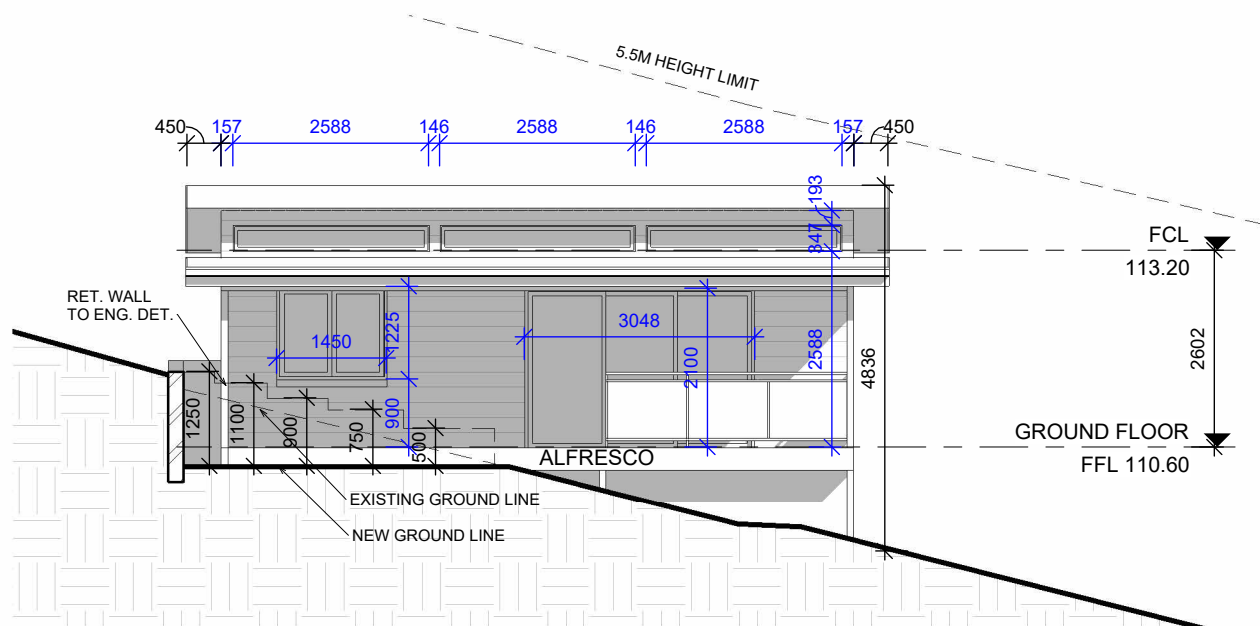 5.5M HEIGHT LIMIT
450 157 2588 146 2588 146 2588 157 450
193
347
FCL
113.20
RET. WALL
TO ENG. DET.
1450
1225
900
3048
2100
2588
4836
2602
1250
1100
900
750
500
GROUND FLOOR
FFL 110.60
ALFRESCO
EXISTING GROUND LINE
NEW GROUND LINE